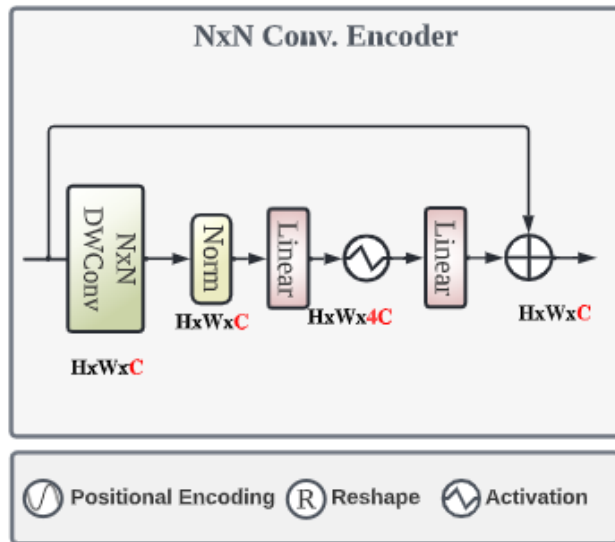 NxN Conv. Encoder
NxN
DWConv
Norm
Linear
Linear
HxWxC
HxWx4C
HxWxC
HxWxC
Positional Encoding
R
Reshape
Activation